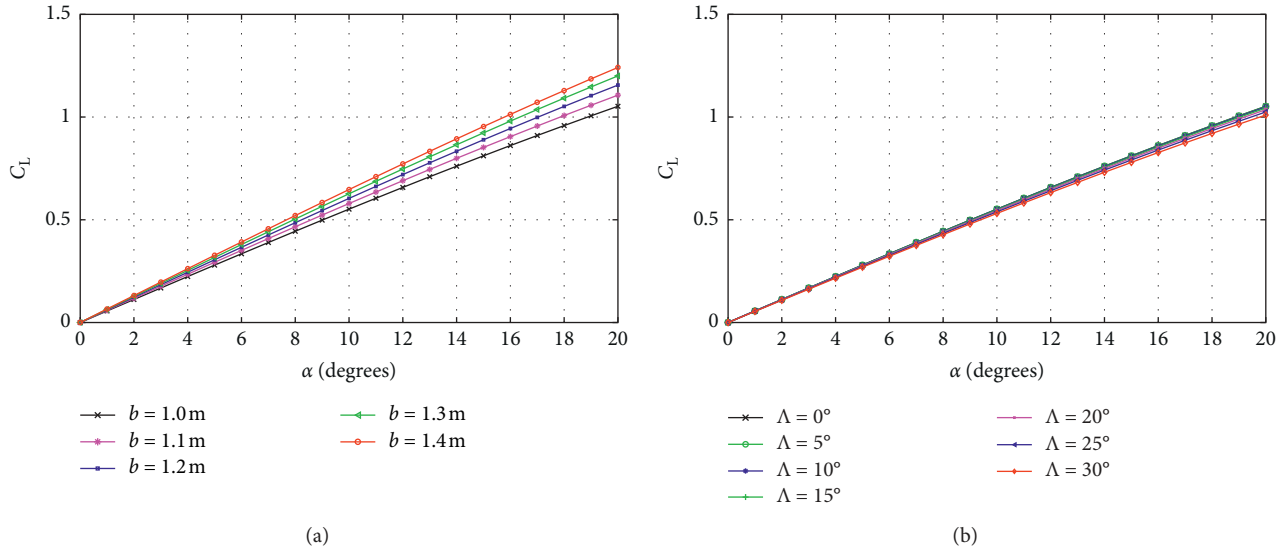 1.5
1
C_L
0.5
0
0 2 4 6 8 10 12 14 16 18 20
α (degrees)
b = 1.0 m
b = 1.1 m
b = 1.2 m
b = 1.3 m
b = 1.4 m
(a)
1.5
1
C_L
0.5
0
0 2 4 6 8 10 12 14 16 18 20
α (degrees)
Λ = 0°
Λ = 5°
Λ = 10°
Λ = 15°
Λ = 20°
Λ = 25°
Λ = 30°
(b)